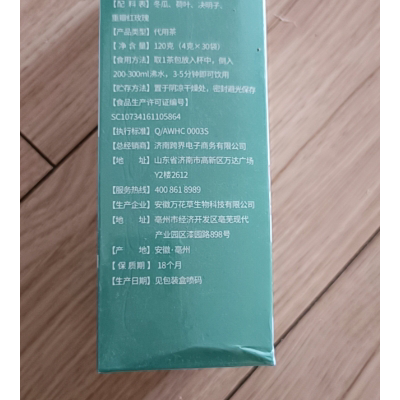 【配 料 表】冬瓜、荷叶、决明子、
重瓣红玫瑰
【产品类型】代用茶
【净 含 量】120克（4克×30袋）
【食用方法】取1茶包放入杯中，倒入
200-300ml沸水，3-5分钟即可饮用
【贮存方法】置于阴凉干燥处，密封避光保存
【食品生产许可证编号】
SC10734161105864
【执行标准】Q/AWHC 0003S
【总经销商】济南跨界电子商务有限公司
【地 址】山东省济南市高新区万达广场
Y2楼2612
【服务热线】400 861 8989
【生产企业】安徽万花草生物科技有限公司
【地 址】亳州市经济开发区亳芜现代
产业园区漴园路898号
【产 地】安徽·亳州
【保 质 期】18个月
【生产日期】见包装盒喷码